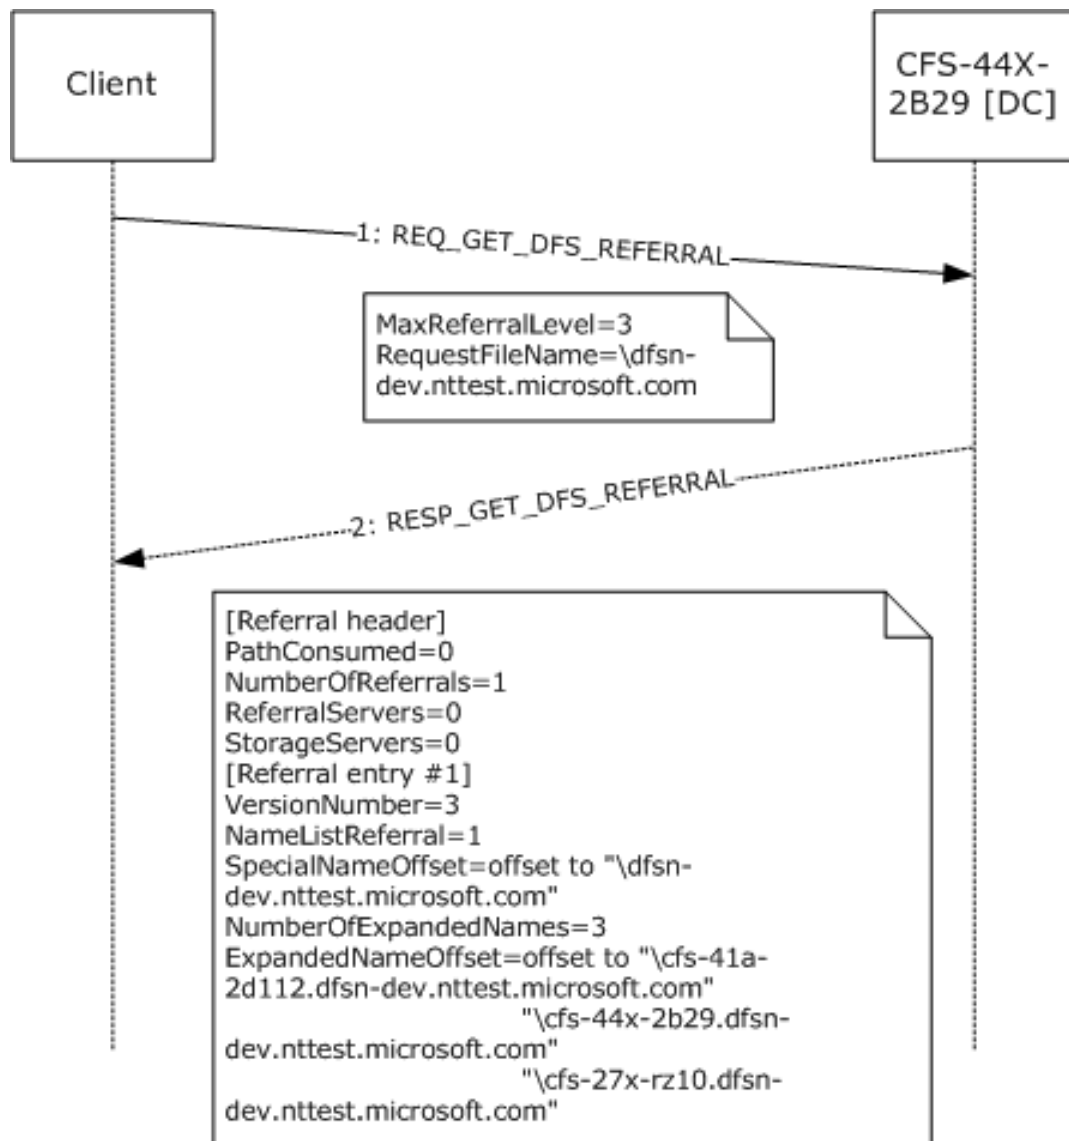 Client
CFS-44X-
2B29 [DC]
1: REQ_GET_DFS_REFERRAL
MaxReferralLevel=3
RequestFileName=\dfsn-
dev.nttest.microsoft.com
2: RESP_GET_DFS_REFERRAL
[Referral header]
PathConsumed=0
NumberOfReferrals=1
ReferralServers=0
StorageServers=0
[Referral entry #1]
VersionNumber=3
NameListReferral=1
SpecialNameOffset=offset to "\dfsn-
dev.nttest.microsoft.com"
NumberOfExpandedNames=3
ExpandedNameOffset=offset to "\cfs-41a-
2d112.dfsn-dev.nttest.microsoft.com"
"\cfs-44x-2b29.dfsn-
dev.nttest.microsoft.com"
"\cfs-27x-rz10.dfsn-
dev.nttest.microsoft.com"